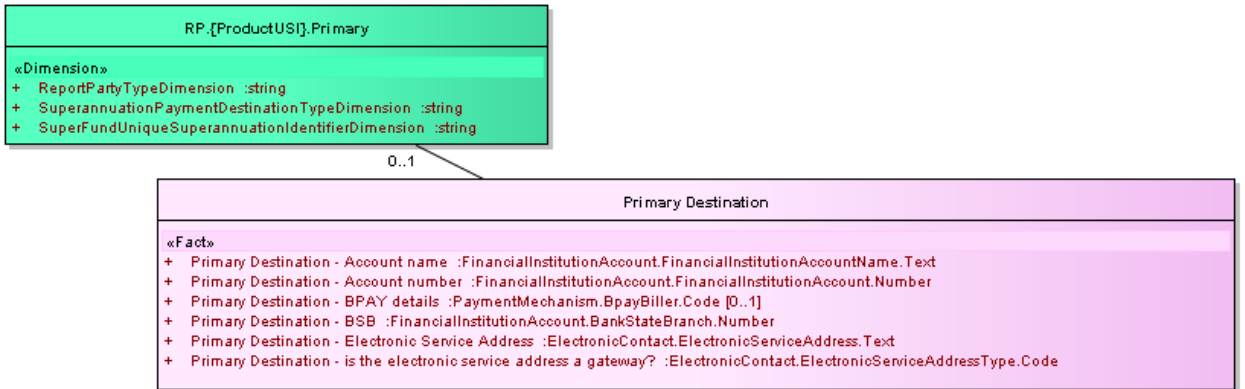 RP.{ProductUSI}.Primary
«Dimension»
+ ReportPartyTypeDimension :string
+ SuperannuationPaymentDestinationTypeDimension :string
+ SuperFundUniqueSuperannuationIdentifierDimension :string
0..1
Primary Destination
«Fact»
+ Primary Destination - Account name :FinancialInstitutionAccount.FinancialInstitutionAccountName.Text
+ Primary Destination - Account number :FinancialInstitutionAccount.FinancialInstitutionAccount.Number
+ Primary Destination - BPAY details :PaymentMechanism.BpayBiller.Code [0..1]
+ Primary Destination - BSB :FinancialInstitutionAccount.BankStateBranch.Number
+ Primary Destination - Electronic Service Address :ElectronicContact.ElectronicServiceAddress.Text
+ Primary Destination - is the electronic service address a gateway? :ElectronicContact.ElectronicServiceAddressType.Code